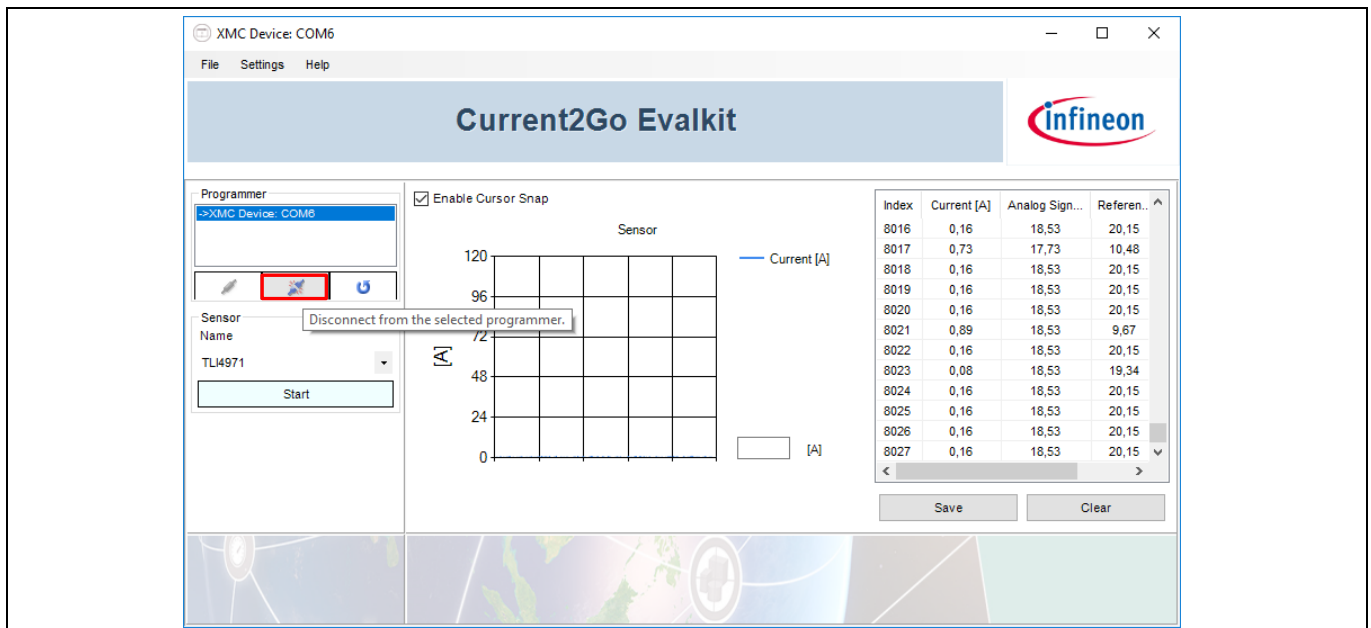 XMC Device: COM6
File Settings Help
Current2Go Evalkit
infineon
Programmer
->XMC Device: COM6
Disconnect from the selected programmer.
Sensor
Name
TLI4971
Start
Enable Cursor Snap
Sensor
120
96
72
48
24
0
[A]
Current [A]
[A]
Index Current [A] Analog Sign... Referen..
8016 0,16 18,53 20,15
8017 0,73 17,73 10,48
8018 0,16 18,53 20,15
8019 0,16 18,53 20,15
8020 0,16 18,53 20,15
8021 0,89 18,53 9,67
8022 0,16 18,53 20,15
8023 0,08 18,53 19,34
8024 0,16 18,53 20,15
8025 0,16 18,53 20,15
8026 0,16 18,53 20,15
8027 0,16 18,53 20,15
Save Clear